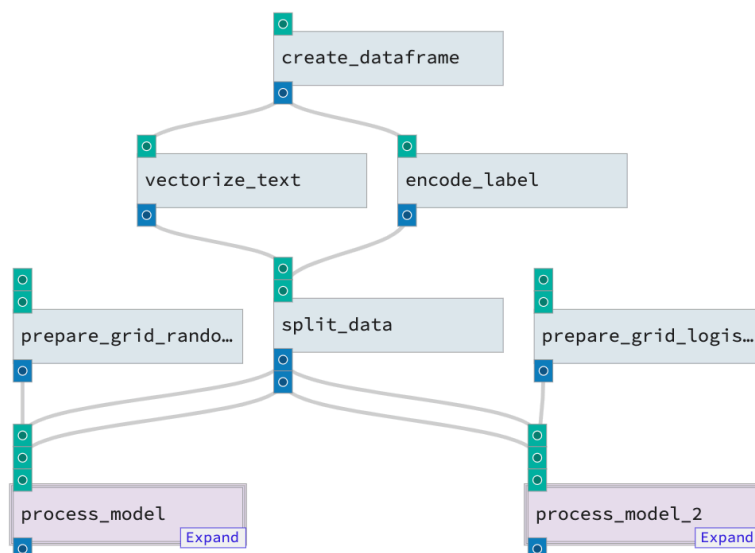 create_dataframe
vectorize_text
encode_label
split_data
prepare_grid_rando…
prepare_grid_logis…
process_model
Expand
process_model_2
Expand